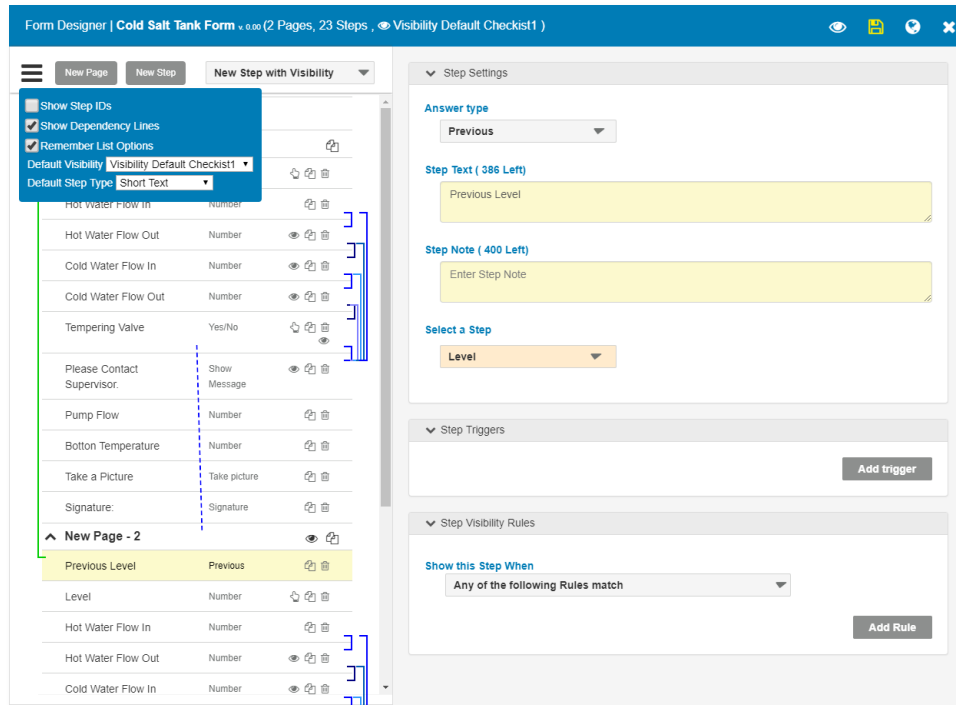 Form Designer | Cold Salt Tank Form v. 0.00 (2 Pages, 23 Steps , Visibility Default Checkist1 )
New Page New Step New Step with Visibility
Show Step IDs
Show Dependency Lines
Remember List Options
Default Visibility Visibility Default Checkist1
Default Step Type Short Text
Hot Water Flow In Number
Hot Water Flow Out Number
Cold Water Flow In Number
Cold Water Flow Out Number
Tempering Valve Yes/No
Please Contact Supervisor. Show Message
Pump Flow Number
Botton Temperature Number
Take a Picture Take picture
Signature: Signature
New Page - 2
Previous Level Previous
Level Number
Hot Water Flow In Number
Hot Water Flow Out Number
Cold Water Flow In Number
Step Settings
Answer type
Previous
Step Text ( 386 Left)
Previous Level
Step Note ( 400 Left)
Enter Step Note
Select a Step
Level
Step Triggers
Add trigger
Step Visibility Rules
Show this Step When
Any of the following Rules match
Add Rule